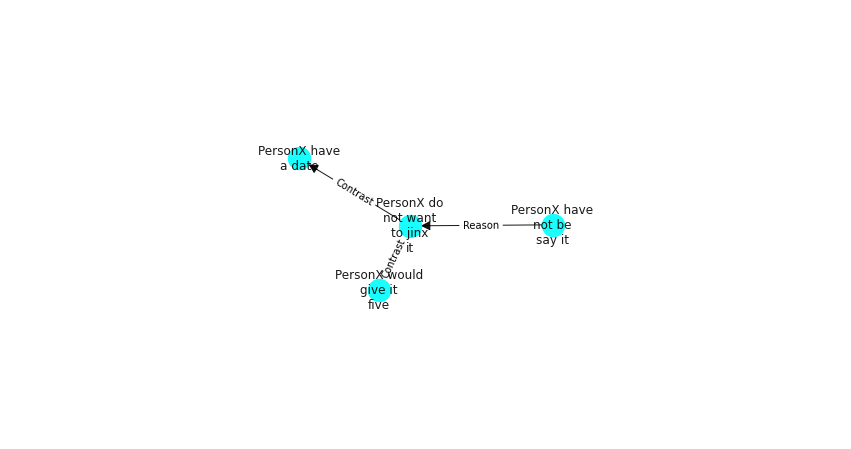 PersonX have
a date
Contrast
PersonX do
not want
to jinx
it
Reason
PersonX have
not be
say it
Contrast
PersonX would
give it
five